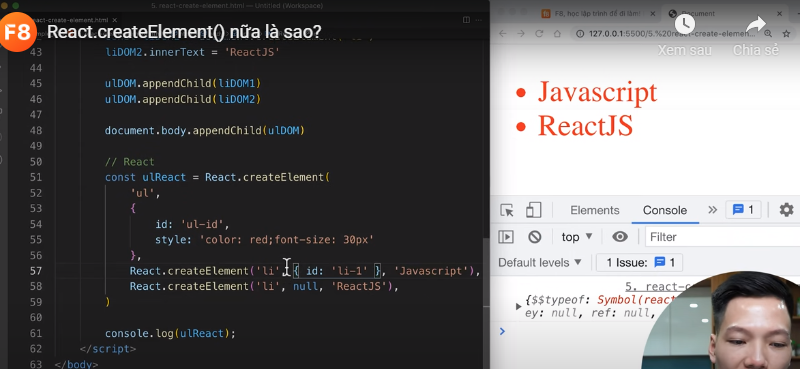 5. react-create-element.html — Untitled (Workspace)
F8
React.createElement() nữa là sao?
43 liDOM2.innerText = 'ReactJS'
44
45 ulDOM.appendChild(liDOM1)
46 ulDOM.appendChild(liDOM2)
47
48 document.body.appendChild(ulDOM)
49
50 // React
51 const ulReact = React.createElement(
52 'ul',
53 {
54 id: 'ul-id',
55 style: 'color: red;font-size: 30px'
56 },
57 React.createElement('li', { id: 'li-1' }, 'Javascript'),
58 React.createElement('li', null, 'ReactJS'),
59 )
60
61 console.log(ulReact);
62 </script>
63 </body>
F8, học lập trình để đi làm!
Document
127.0.0.1:5500/5.%20react-create-elem
Xem sau
Chia sẻ
Javascript
ReactJS
Elements
Console
1
top
Filter
Default levels
1 Issue:
1
5. react-c
{$$typeof: Symbol(reac
ey: null, ref: null,